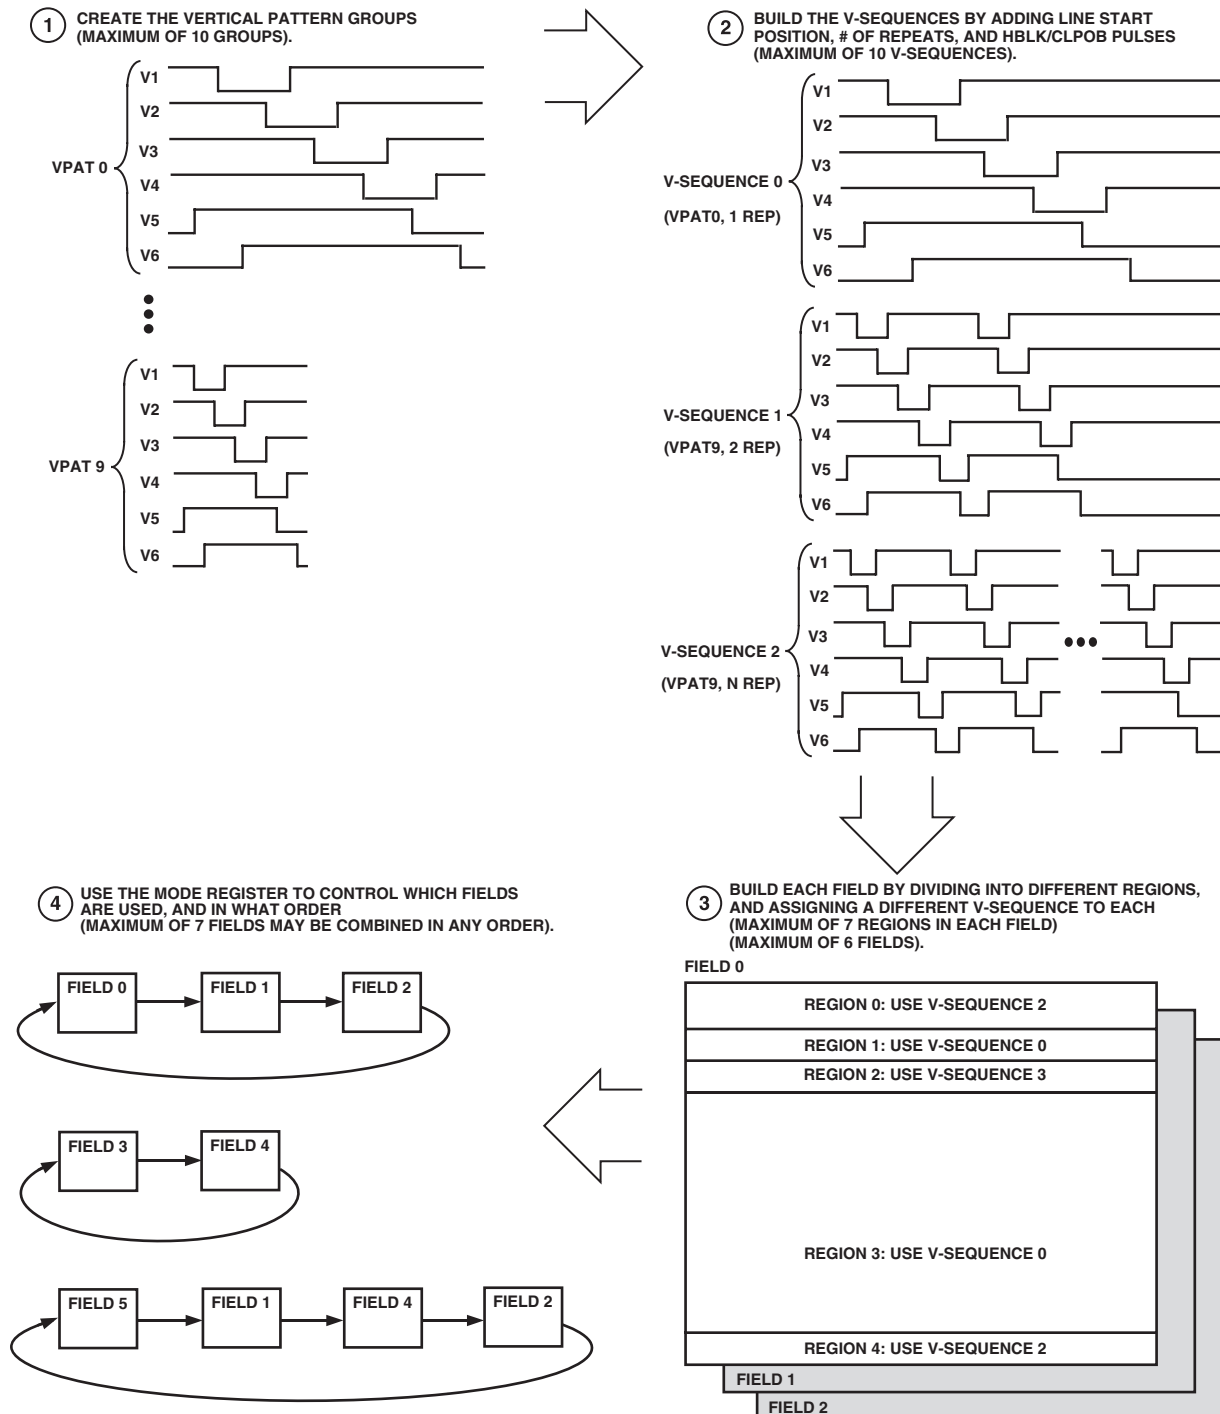 1 CREATE THE VERTICAL PATTERN GROUPS
(MAXIMUM OF 10 GROUPS).
VPAT 0
V1
V2
V3
V4
V5
V6
VPAT 9
V1
V2
V3
V4
V5
V6
2 BUILD THE V-SEQUENCES BY ADDING LINE START
POSITION, # OF REPEATS, AND HBLK/CLPOB PULSES
(MAXIMUM OF 10 V-SEQUENCES).
V-SEQUENCE 0
(VPAT0, 1 REP)
V1
V2
V3
V4
V5
V6
V-SEQUENCE 1
(VPAT9, 2 REP)
V1
V2
V3
V4
V5
V6
V-SEQUENCE 2
(VPAT9, N REP)
V1
V2
V3
V4
V5
V6
3 BUILD EACH FIELD BY DIVIDING INTO DIFFERENT REGIONS,
AND ASSIGNING A DIFFERENT V-SEQUENCE TO EACH
(MAXIMUM OF 7 REGIONS IN EACH FIELD)
(MAXIMUM OF 6 FIELDS).
FIELD 0
REGION 0: USE V-SEQUENCE 2
REGION 1: USE V-SEQUENCE 0
REGION 2: USE V-SEQUENCE 3
REGION 3: USE V-SEQUENCE 0
REGION 4: USE V-SEQUENCE 2
FIELD 1
FIELD 2
4 USE THE MODE REGISTER TO CONTROL WHICH FIELDS
ARE USED, AND IN WHAT ORDER
(MAXIMUM OF 7 FIELDS MAY BE COMBINED IN ANY ORDER).
FIELD 0 FIELD 1 FIELD 2
FIELD 3 FIELD 4
FIELD 5 FIELD 1 FIELD 4 FIELD 2